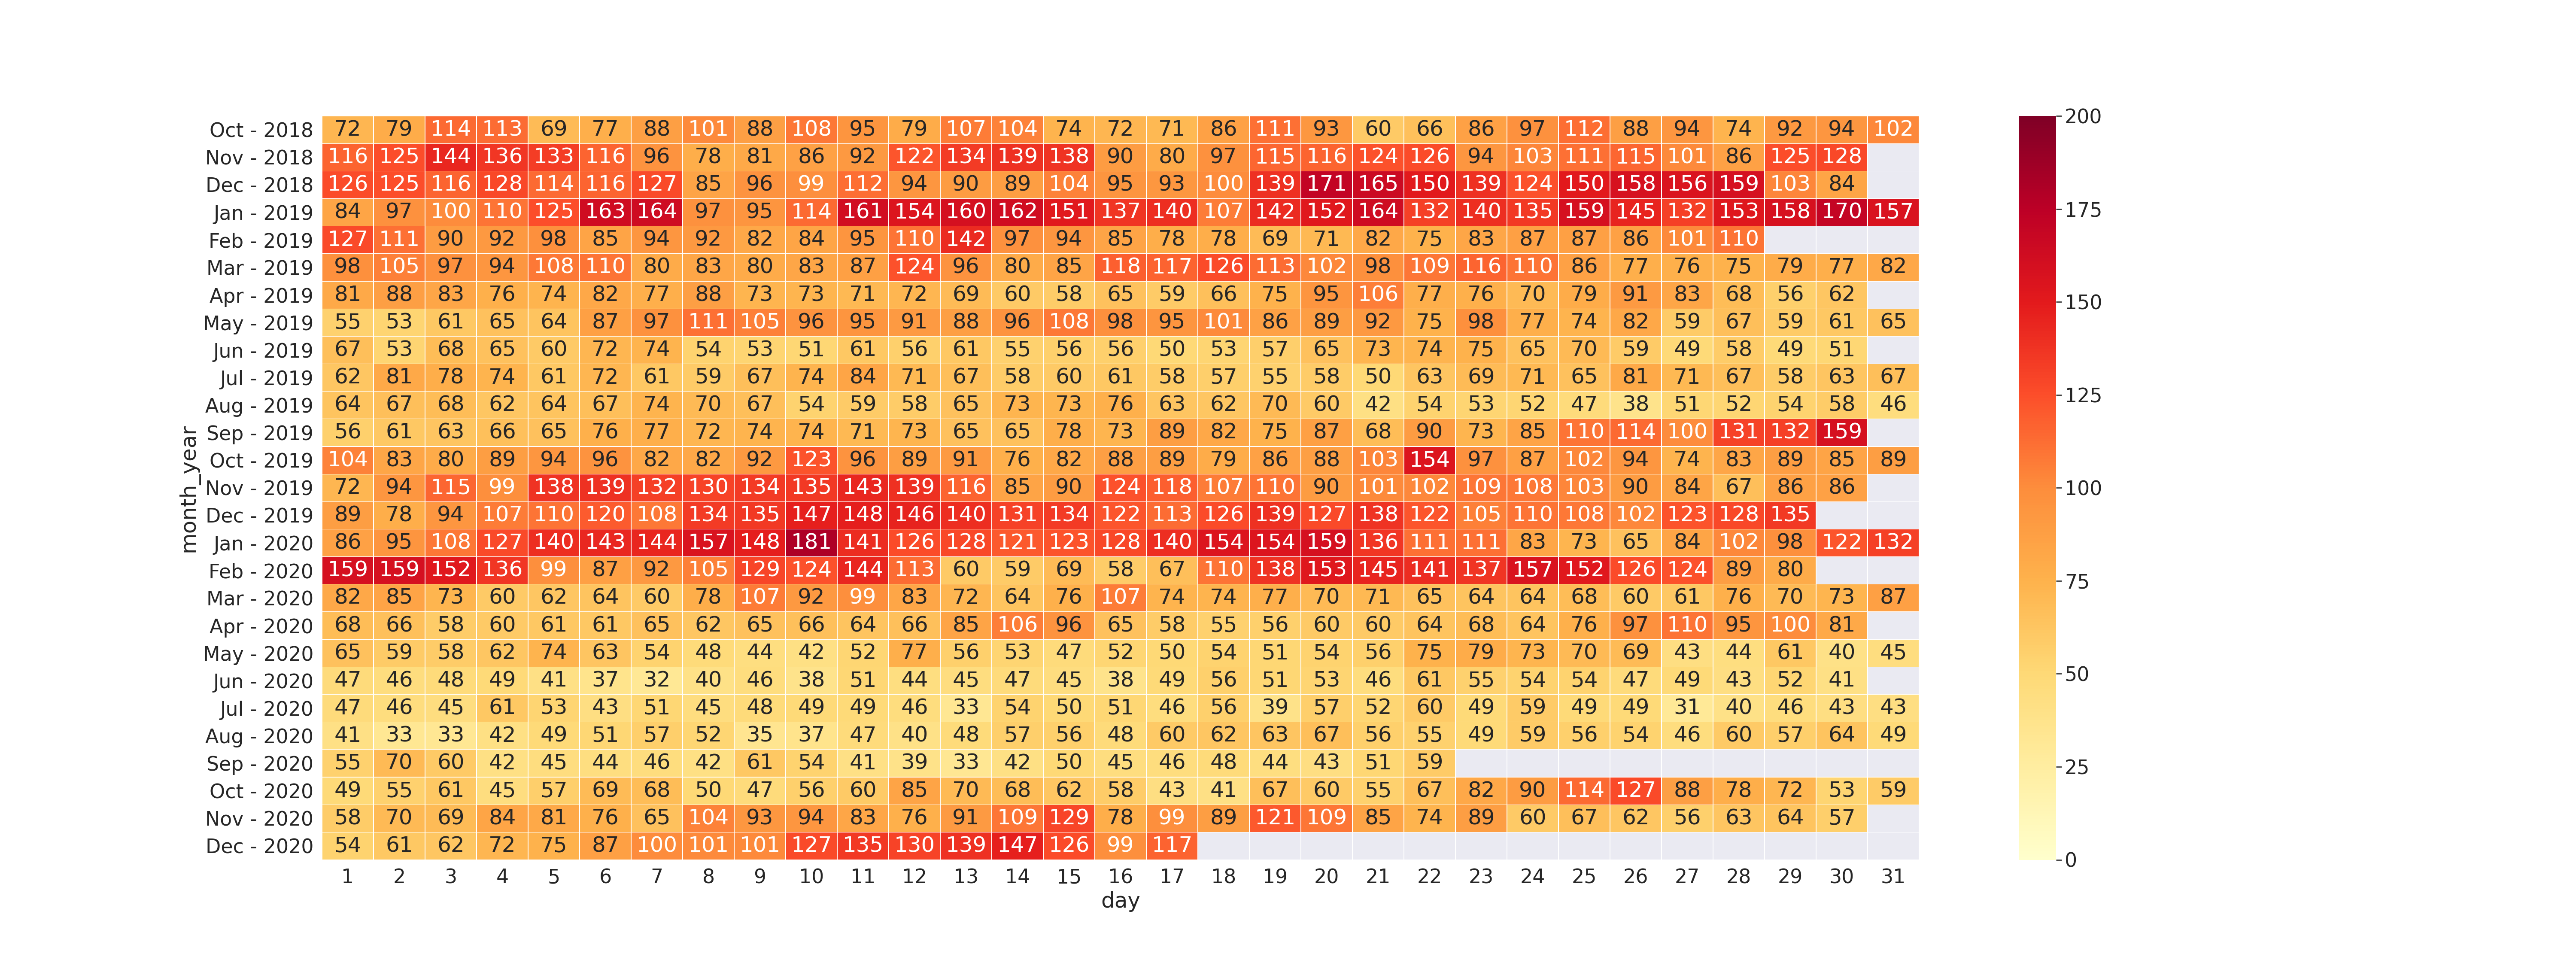 Oct - 2018 72 79 114 113 69 77 88 101 88 108 95 79 107 104 74 72 71 86 111 93 60 66 86 97 112 88 94 74 92 94 102
Nov - 2018 116 125 144 136 133 116 96 78 81 86 92 122 134 139 138 90 80 97 115 116 124 126 94 103 111 115 101 86 125 128
Dec - 2018 126 125 116 128 114 116 127 85 96 99 112 94 90 89 104 95 93 100 139 171 165 150 139 124 150 158 156 159 103 84
Jan - 2019 84 97 100 110 125 163 164 97 95 114 161 154 160 162 151 137 140 107 142 152 164 132 140 135 159 145 132 153 158 170 157
Feb - 2019 127 111 90 92 98 85 94 92 82 84 95 110 142 97 94 85 78 78 69 71 82 75 83 87 87 86 101 110
Mar - 2019 98 105 97 94 108 110 80 83 80 83 87 124 96 80 85 118 117 126 113 102 98 109 116 110 86 77 76 75 79 77 82
Apr - 2019 81 88 83 76 74 82 77 88 73 73 71 72 69 60 58 65 59 66 75 95 106 77 76 70 79 91 83 68 56 62
May - 2019 55 53 61 65 64 87 97 111 105 96 95 91 88 96 108 98 95 101 86 89 92 75 98 77 74 82 59 67 59 61 65
Jun - 2019 67 53 68 65 60 72 74 54 53 51 61 56 61 55 56 56 50 53 57 65 73 74 75 65 70 59 49 58 49 51
Jul - 2019 62 81 78 74 61 72 61 59 67 74 84 71 67 58 60 61 58 57 55 58 50 63 69 71 65 81 71 67 58 63 67
Aug - 2019 64 67 68 62 64 67 74 70 67 54 59 58 65 73 73 76 63 62 70 60 42 54 53 52 47 38 51 52 54 58 46
Sep - 2019 56 61 63 66 65 76 77 72 74 74 71 73 65 65 78 73 89 82 75 87 68 90 73 85 110 114 100 131 132 159
Oct - 2019 104 83 80 89 94 96 82 82 92 123 96 89 91 76 82 88 89 79 86 88 103 154 97 87 102 94 74 83 89 85 89
Nov - 2019 72 94 115 99 138 139 132 130 134 135 143 139 116 85 90 124 118 107 110 90 101 102 109 108 103 90 84 67 86 86
Dec - 2019 89 78 94 107 110 120 108 134 135 147 148 146 140 131 134 122 113 126 139 127 138 122 105 110 108 102 123 128 135
Jan - 2020 86 95 108 127 140 143 144 157 148 181 141 126 128 121 123 128 140 154 154 159 136 111 111 83 73 65 84 102 98 122 132
Feb - 2020 159 159 152 136 99 87 92 105 129 124 144 113 60 59 69 58 67 110 138 153 145 141 137 157 152 126 124 89 80
Mar - 2020 82 85 73 60 62 64 60 78 107 92 99 83 72 64 76 107 74 74 77 70 71 65 64 64 68 60 61 76 70 73 87
Apr - 2020 68 66 58 60 61 61 65 62 65 66 64 66 85 106 96 65 58 55 56 60 60 64 68 64 76 97 110 95 100 81
May - 2020 65 59 58 62 74 63 54 48 44 42 52 77 56 53 47 52 50 54 51 54 56 75 79 73 70 69 43 44 61 40 45
Jun - 2020 47 46 48 49 41 37 32 40 46 38 51 44 45 47 45 38 49 56 51 53 46 61 55 54 54 47 49 43 52 41
Jul - 2020 47 46 45 61 53 43 51 45 48 49 49 46 33 54 50 51 46 56 39 57 52 60 49 59 49 49 31 40 46 43 43
Aug - 2020 41 33 33 42 49 51 57 52 35 37 47 40 48 57 56 48 60 62 63 67 56 55 49 59 56 54 46 60 57 64 49
Sep - 2020 55 70 60 42 45 44 46 42 61 54 41 39 33 42 50 45 46 48 44 43 51 59
Oct - 2020 49 55 61 45 57 69 68 50 47 56 60 85 70 68 62 58 43 41 67 60 55 67 82 90 114 127 88 78 72 53 59
Nov - 2020 58 70 69 84 81 76 65 104 93 94 83 76 91 109 129 78 99 89 121 109 85 74 89 60 67 62 56 63 64 57
Dec - 2020 54 61 62 72 75 87 100 101 101 127 135 130 139 147 126 99 117
1 2 3 4 5 6 7 8 9 10 11 12 13 14 15 16 17 18 19 20 21 22 23 24 25 26 27 28 29 30 31
day
month_year
200
175
150
125
100
75
50
25
0